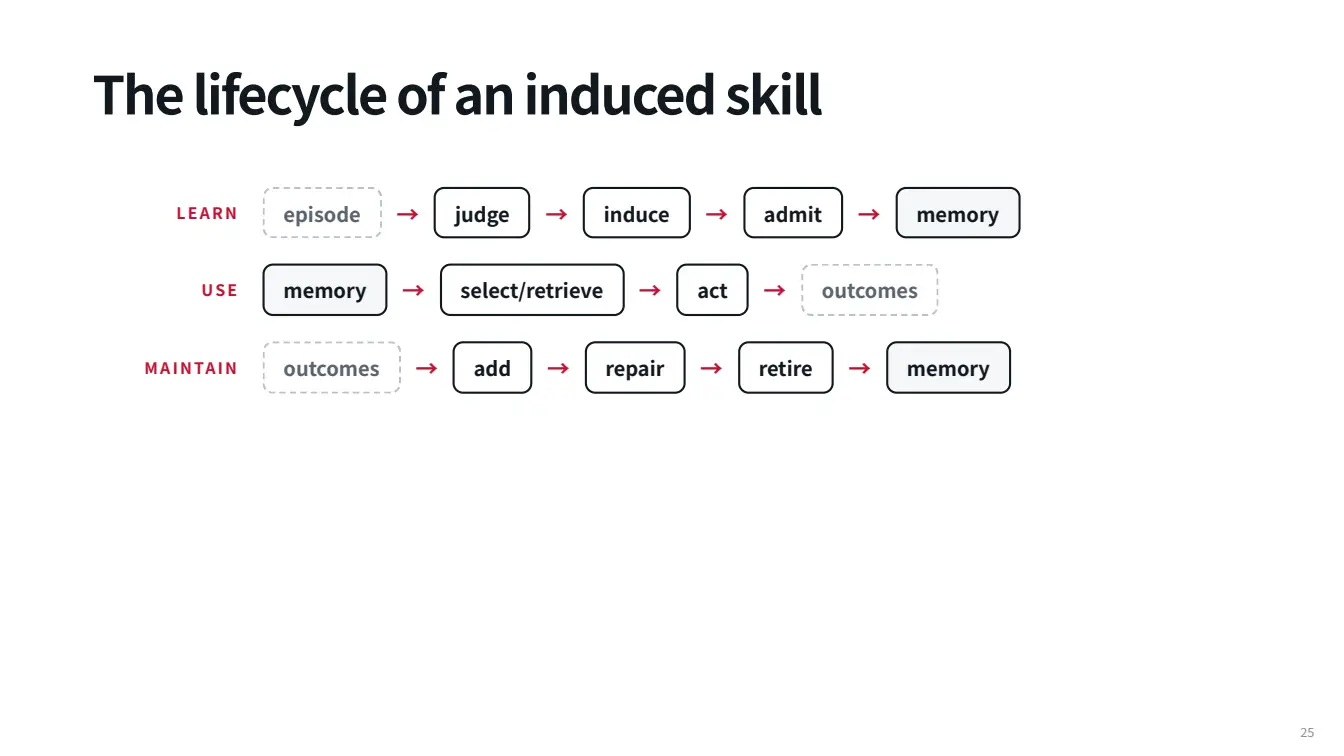 The lifecycle of an induced skill
LEARN episode → judge → induce → admit → memory
USE memory → select/retrieve → act → outcomes
MAINTAIN outcomes → add → repair → retire → memory
25